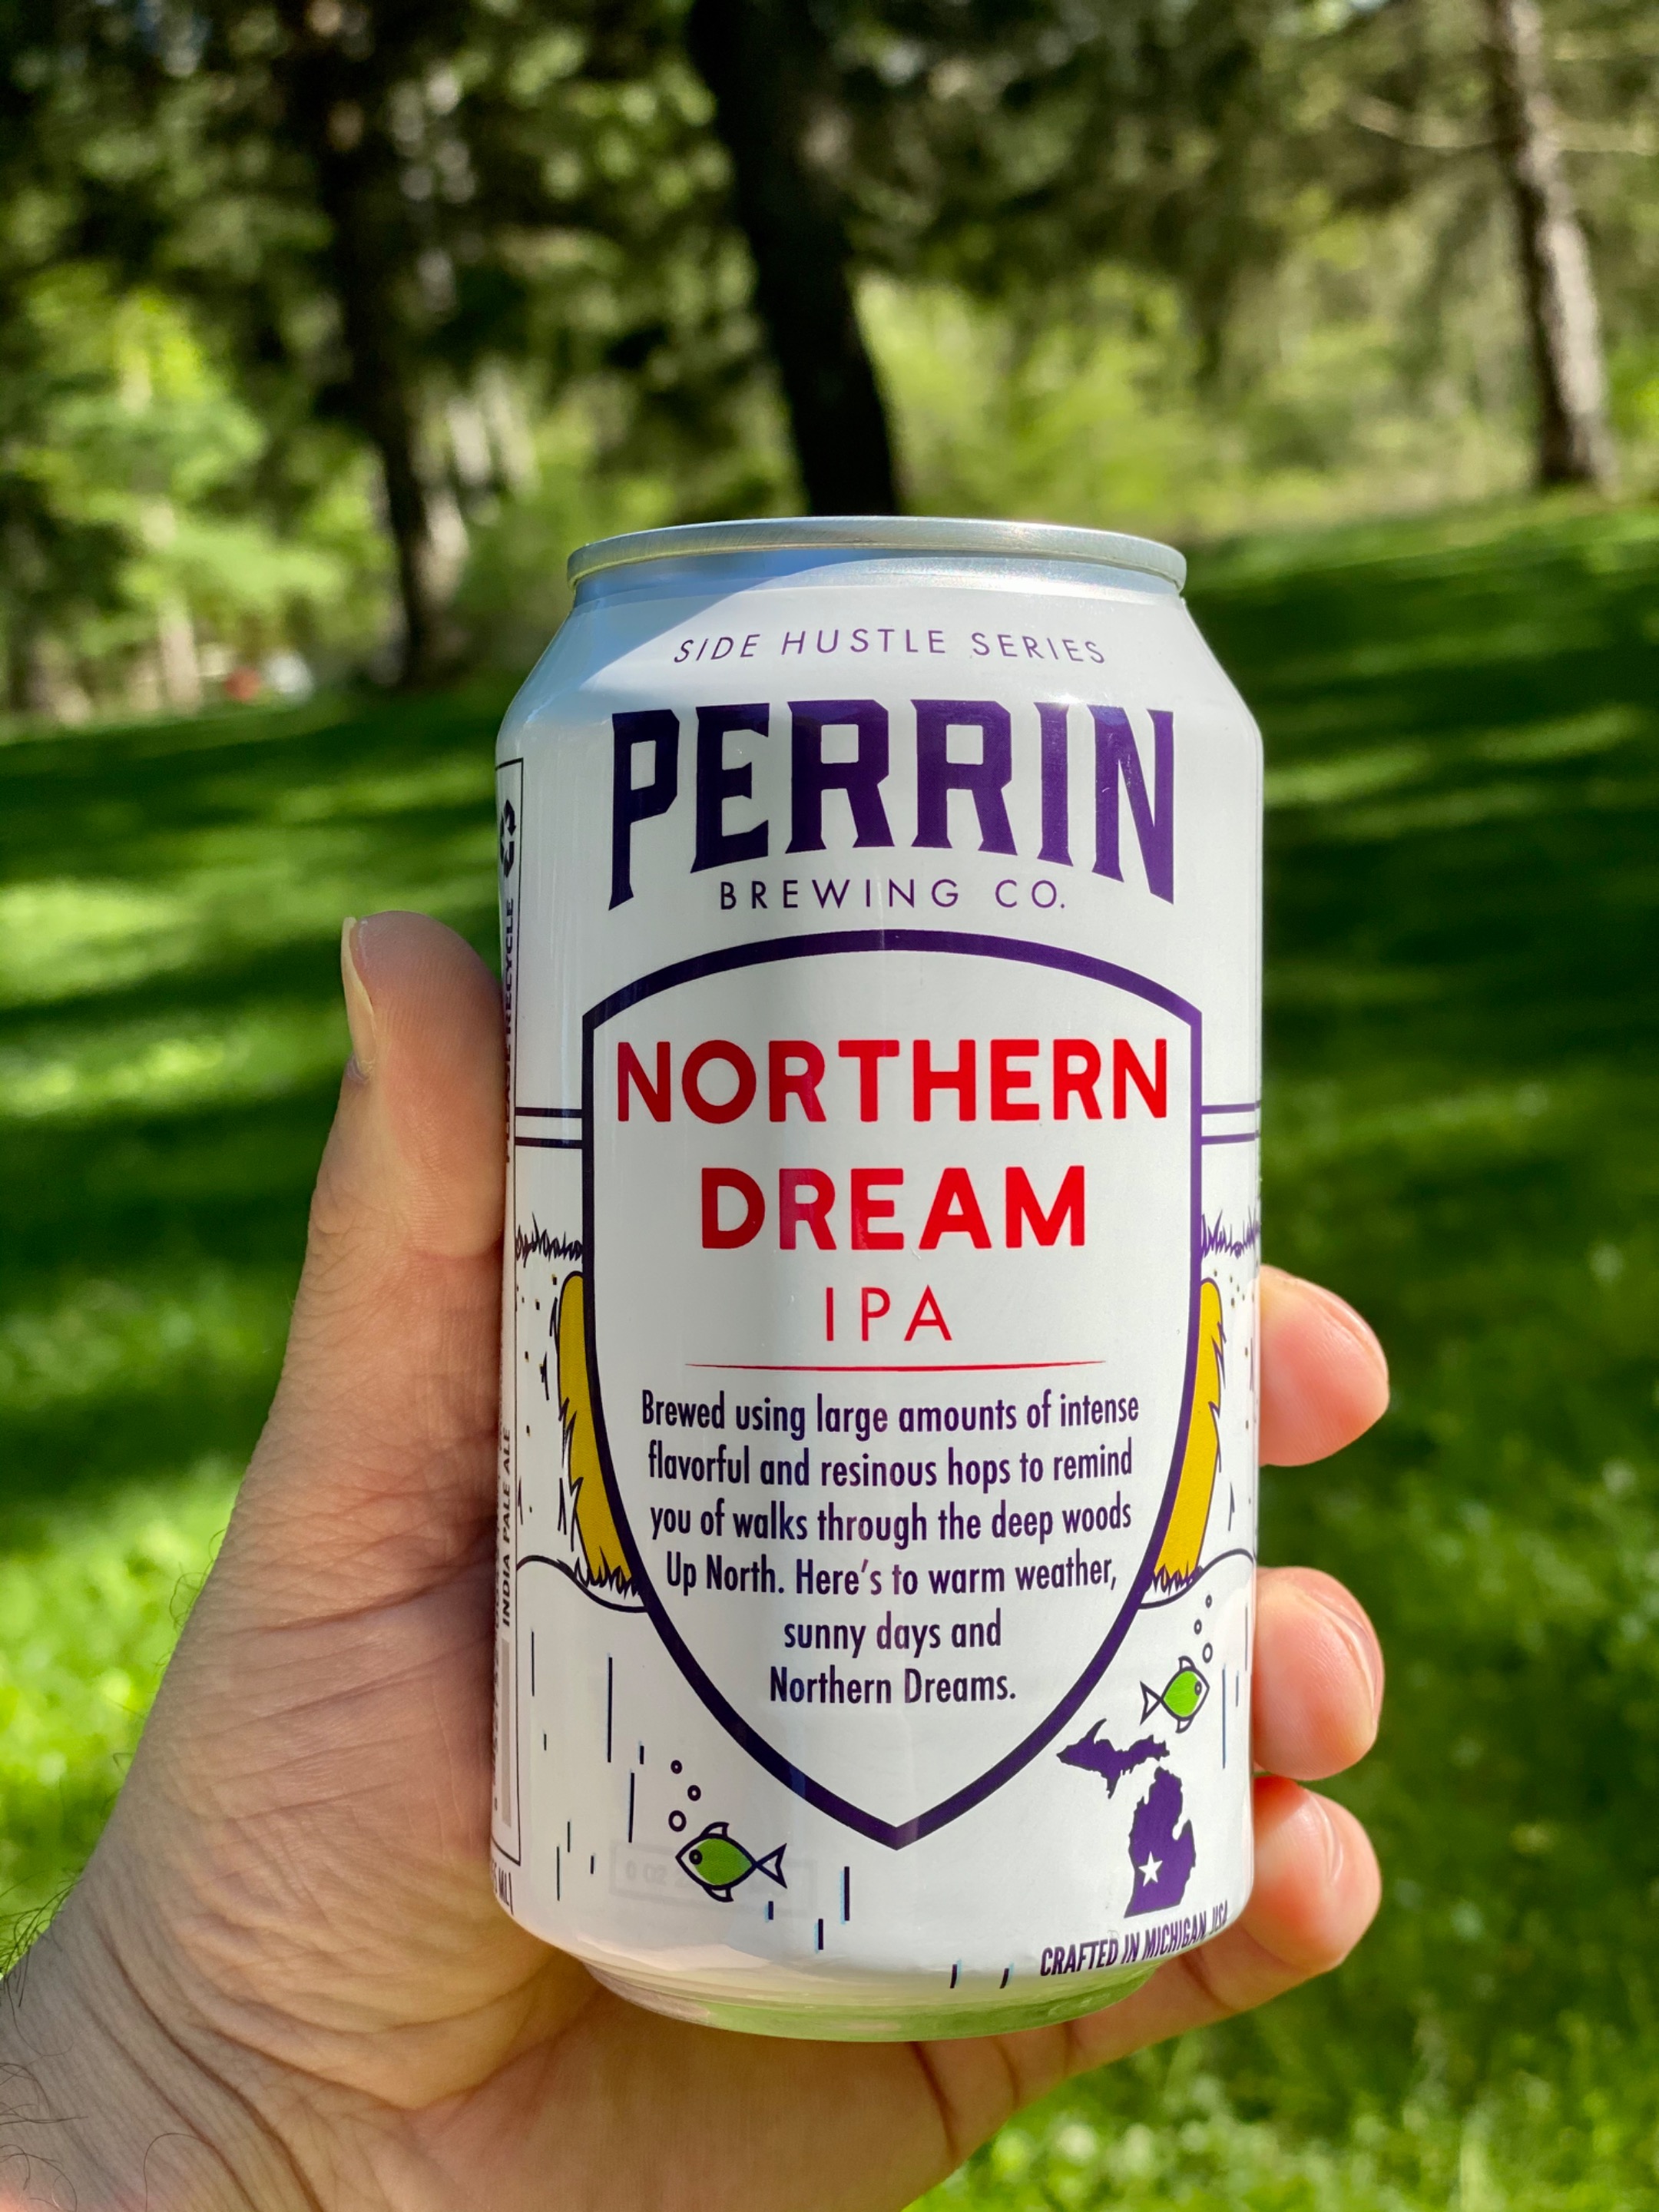 SIDE HUSTLE SERIES
PERRIN
BREWING CO.
NORTHERN
DREAM
IPA
Brewed using large amounts of intense
flavorful and resinous hops to remind
you of walks through the deep woods
Up North. Here's to warm weather,
sunny days and
Northern Dreams.
CRAFTED IN MICHIGAN, USA
PLEASE RECYCLE
INDIA PALE ALE